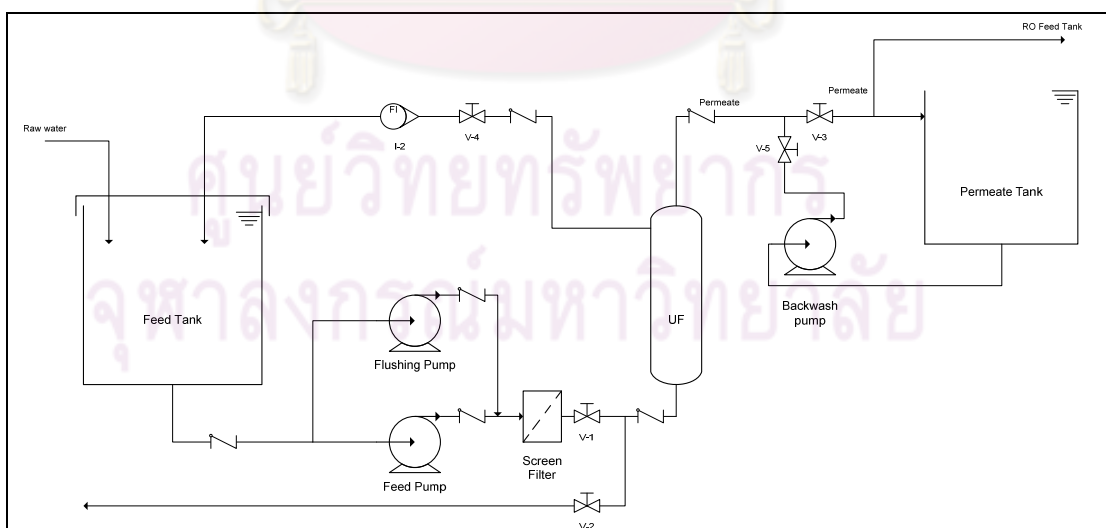 RO Feed Tank
Raw water
FI
I-2
V-4
Permeate
V-3
Permeate
V-5
Permeate Tank
Backwash
pump
Feed Tank
Flushing Pump
UF
Feed Pump
Screen
Filter
V-1
V-2
ศูนย์วิทยทรัพยากร
จุฬาลงกรณ์มหาวิทยาลัย